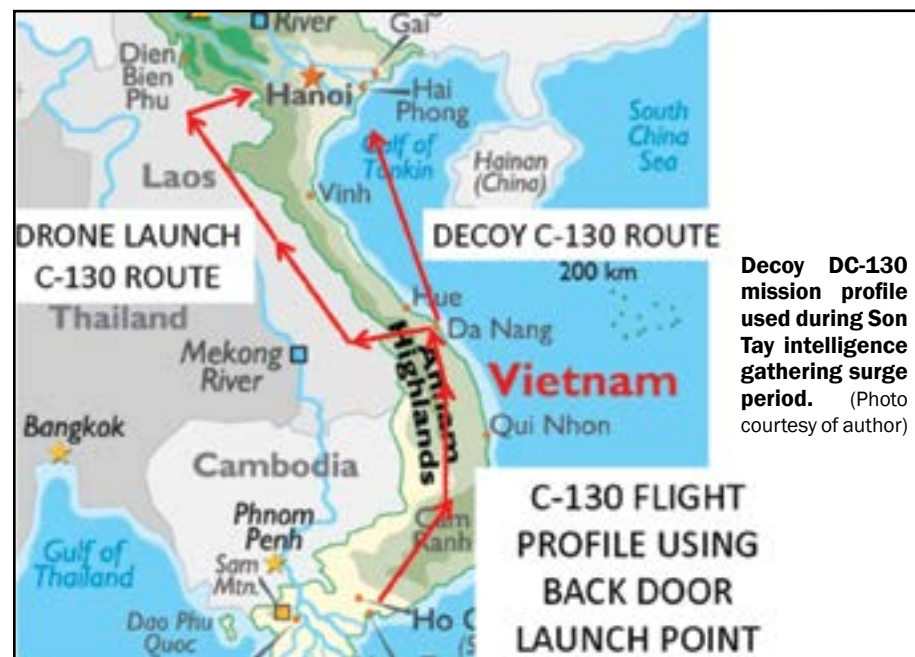 River
Gai
Dien
Bien
Phu
Hanoi
Hai
Phong
South
China
Sea
Gulf of
Tonkin
Hainan
(China)
Laos
Vinh
DRONE LAUNCH
C-130 ROUTE
DECOY C-130 ROUTE
200 km
Thailand
Hue
Da Nang
Annam
Highlands
Mekong
River
Vietnam
Bangkok
Qui Nhon
Cambodia
Phnom
Penh
Cam
Ranh
Gulf of
Thailand
Sam
Mtn.
Dao Phu
Quoc
Ho
C-130 FLIGHT
PROFILE USING
BACK DOOR
LAUNCH POINT
Decoy DC-130
mission profile
used during Son
Tay intelligence
gathering surge
period. (Photo
courtesy of author)